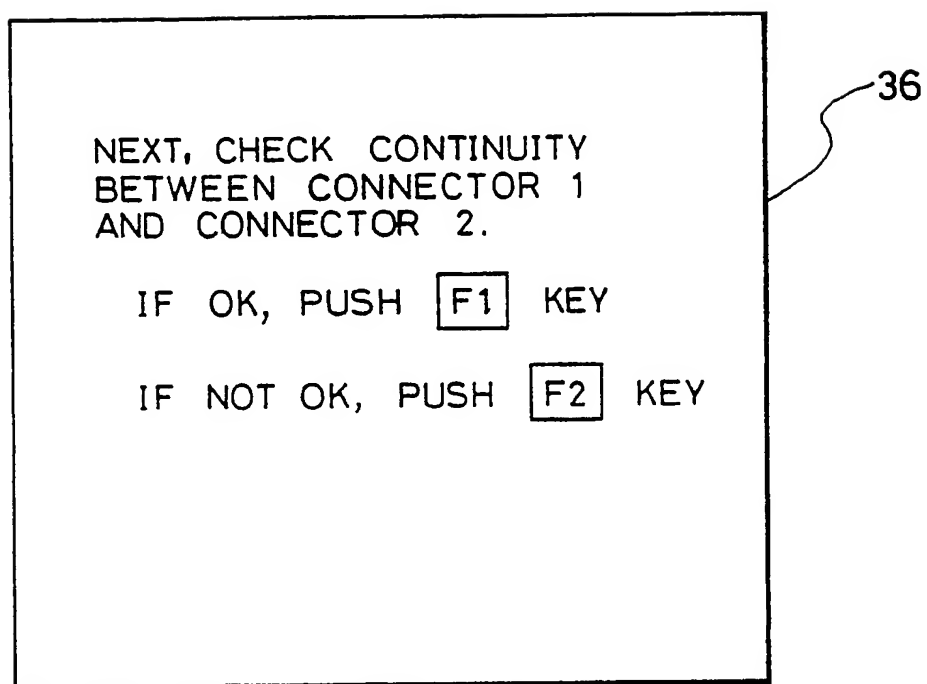 36
NEXT, CHECK CONTINUITY
BETWEEN CONNECTOR 1
AND CONNECTOR 2.
IF OK, PUSH F1 KEY
IF NOT OK, PUSH F2 KEY